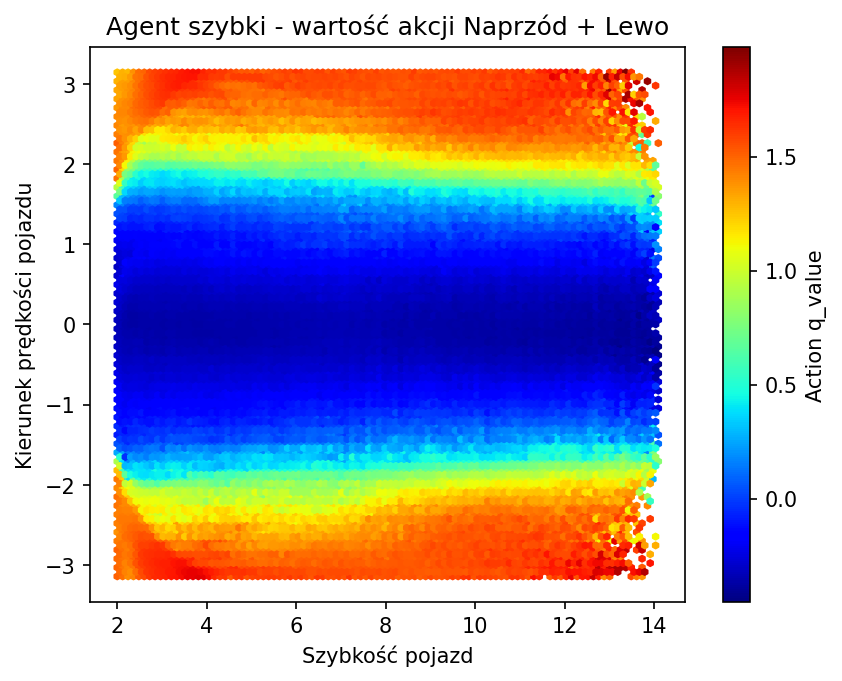 Agent szybki - wartość akcji Naprzód + Lewo
Kierunek prędkości pojazdu
3
2
1
0
−1
−2
−3
2 4 6 8 10 12 14
Szybkość pojazd
1.5
1.0
0.5
0.0
Action q_value